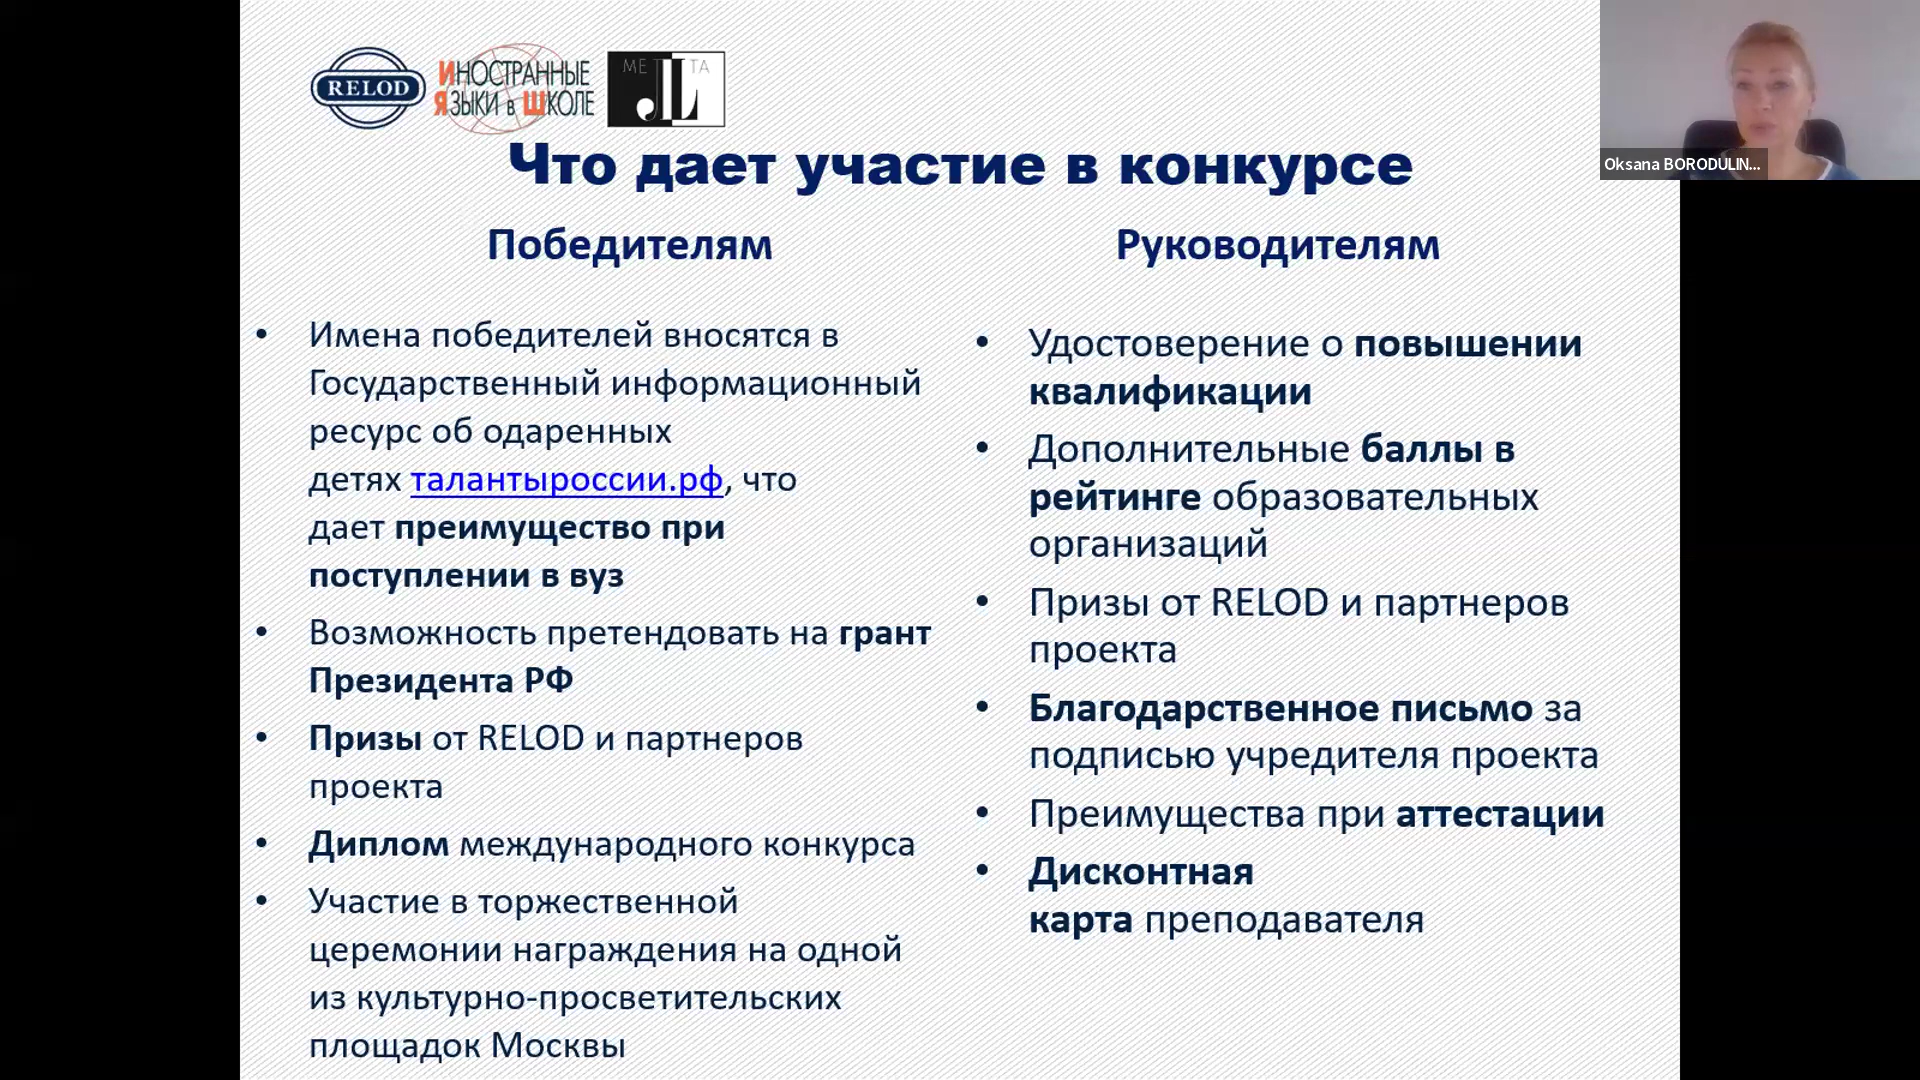 RELOD
ИНОСТРАННЫЕ
ЯЗЫКИ в ШКОЛЕ
МЕ ТА
Что дает участие в конкурсе
Победителям
• Имена победителей вносятся в
Государственный информационный
ресурс об одаренных
детях талантыроссии.рф, что
дает преимущество при
поступлении в вуз
• Возможность претендовать на грант
Президента РФ
• Призы от RELOD и партнеров
проекта
• Диплом международного конкурса
• Участие в торжественной
церемонии награждения на одной
из культурно-просветительских
площадок Москвы
Руководителям
• Удостоверение о повышении
квалификации
• Дополнительные баллы в
рейтинге образовательных
организаций
• Призы от RELOD и партнеров
проекта
• Благодарственное письмо за
подписью учредителя проекта
• Преимущества при аттестации
• Дисконтная
карта преподавателя
Oksana BORODULIN...